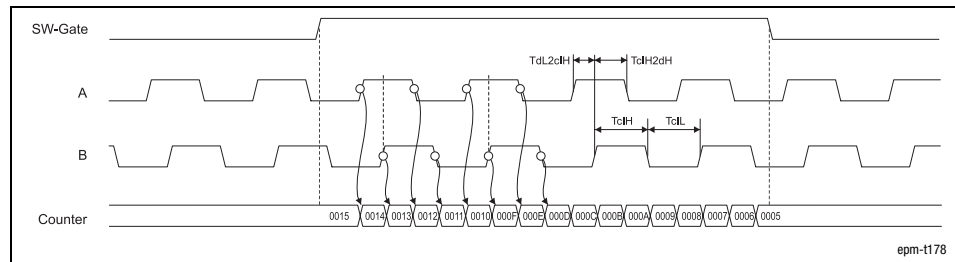 SW-Gate
TdL2clH TclH2dH
A
TclH TclL
B
Counter 0015 0014 0013 0012 0011 0010 000F 000E 000D 000C 000B 000A 0009 0008 0007 0006 0005
epm-t178